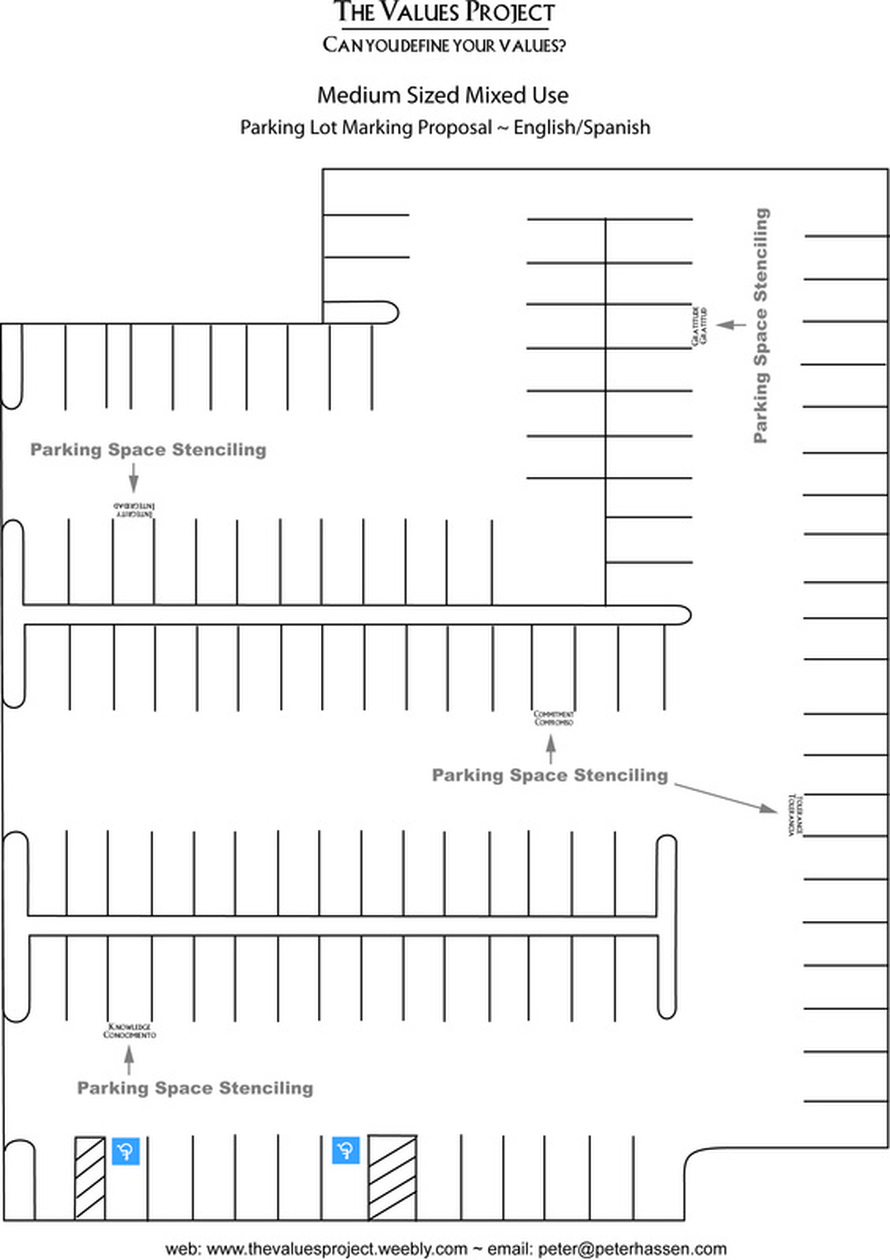 THE VALUES PROJECT
CAN YOU DEFINE YOUR VALUES?
Medium Sized Mixed Use
Parking Lot Marking Proposal ~ English/Spanish
Parking Space Stenciling
GRATITUDE
GRATITUD
Parking Space Stenciling
INTEGRITY
INTEGRIDAD
COMMITMENT
COMPROMISO
Parking Space Stenciling
TOLERANCE
TOLERANCIA
KNOWLEDGE
CONOCIMIENTO
Parking Space Stenciling
web: www.thevaluesproject.weebly.com ~ email: peter@peterhassen.com